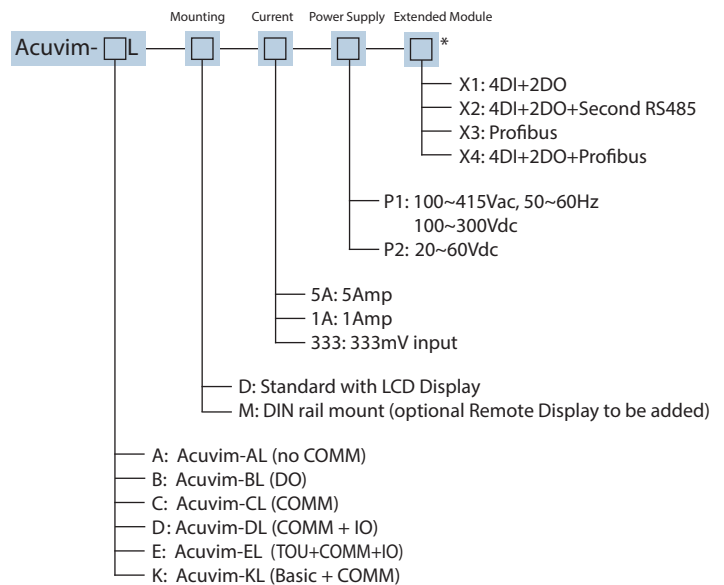 Mounting Current Power Supply Extended Module
Acuvim- L *
X1: 4DI+2DO
X2: 4DI+2DO+Second RS485
X3: Profibus
X4: 4DI+2DO+Profibus
P1: 100~415Vac, 50~60Hz
100~300Vdc
P2: 20~60Vdc
5A: 5Amp
1A: 1Amp
333: 333mV input
D: Standard with LCD Display
M: DIN rail mount (optional Remote Display to be added)
A: Acuvim-AL (no COMM)
B: Acuvim-BL (DO)
C: Acuvim-CL (COMM)
D: Acuvim-DL (COMM + IO)
E: Acuvim-EL (TOU+COMM+IO)
K: Acuvim-KL (Basic + COMM)